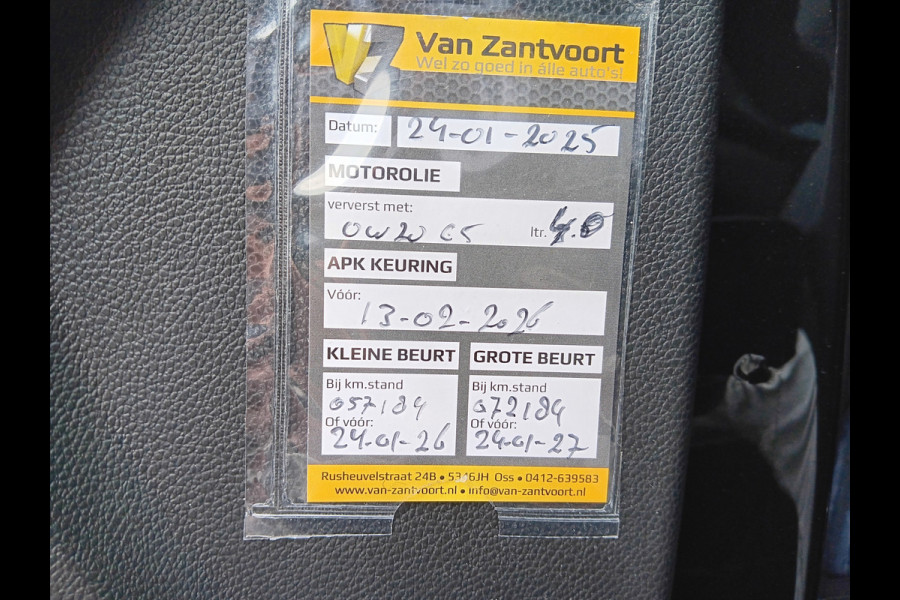 VZ
Van Zantvoort
Wel zo goed in álle auto's!
Datum: 24-01-2025
MOTOROLIE
ververst met:
0W20 C5 ltr. 4.0
APK KEURING
Vóór:
13-02-2026
KLEINE BEURT GROTE BEURT
Bij km.stand Bij km.stand
057184 072184
Of vóór: Of vóór:
24-01-26 24-01-27
Rusheuvelstraat 24B • 5346JH Oss • 0412-639583
www.van-zantvoort.nl • info@van-zantvoort.nl